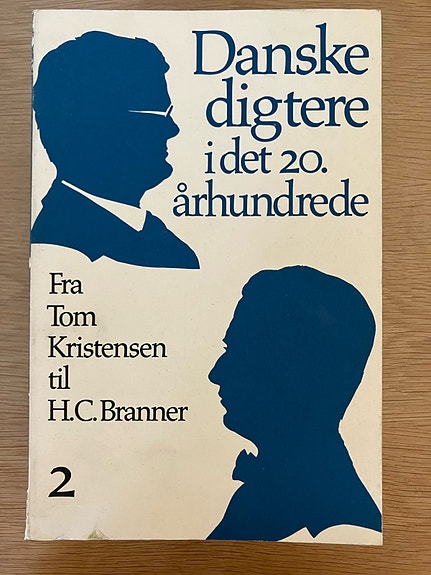 Danske
digtere
i det 20.
århundrede
Fra
Tom
Kristensen
til
H.C. Branner
2